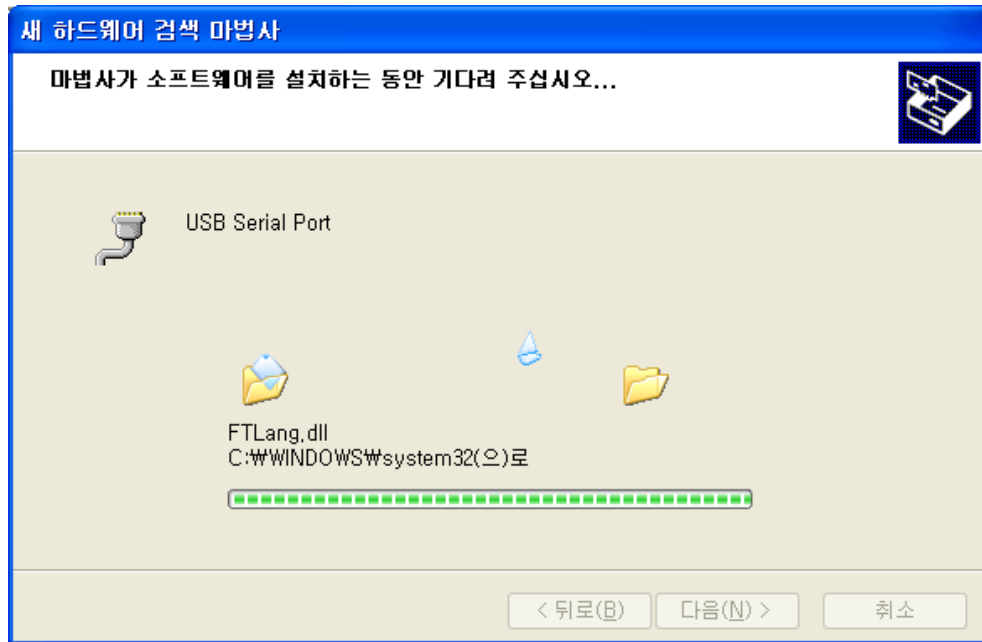 새 하드웨어 검색 마법사
마법사가 소프트웨어를 설치하는 동안 기다려 주십시오...
USB Serial Port
FTLang.dll
C:₩WINDOWS₩system32(으)로
< 뒤로(B)
다음(N) >
취소